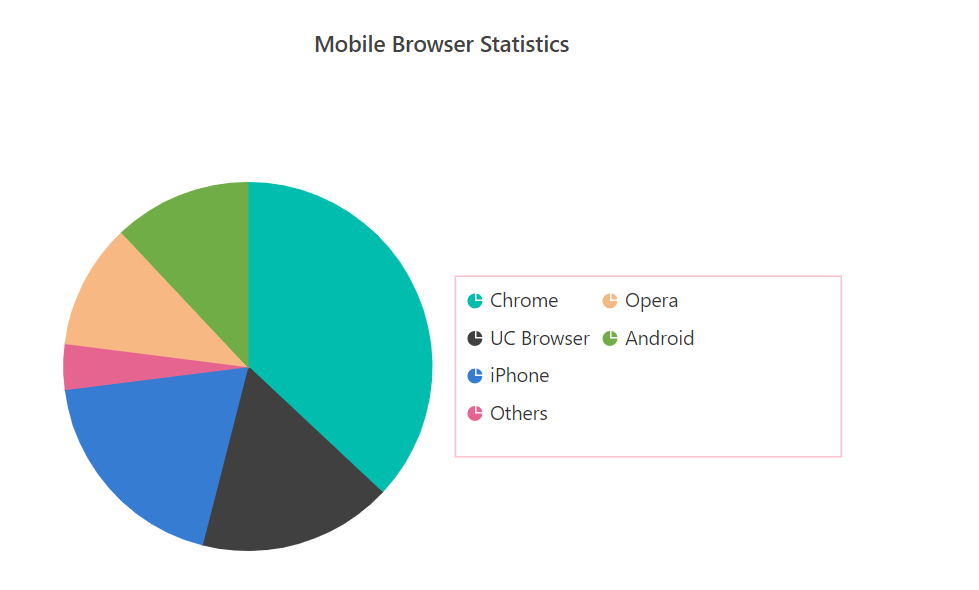 Mobile Browser Statistics
Chrome
UC Browser
iPhone
Others
Opera
Android